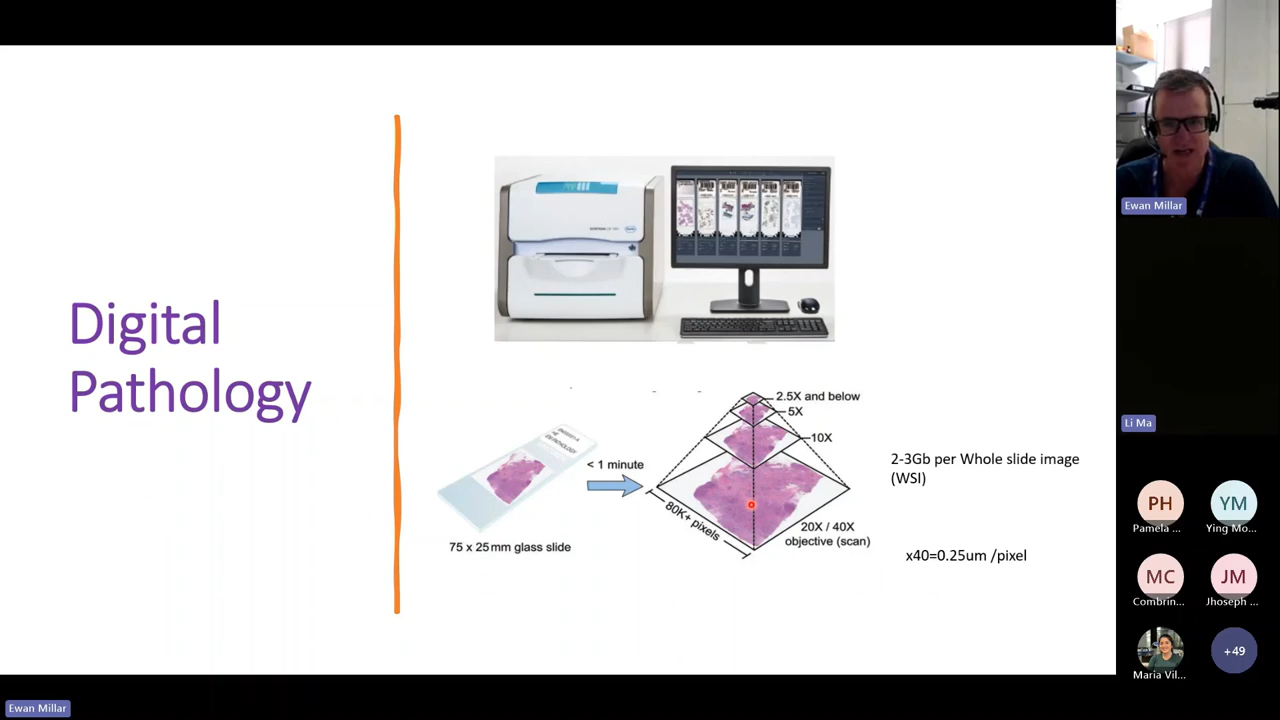 Digital
Pathology
< 1 minute
75 x 25 mm glass slide
2.5X and below
5X
10X
80K+ pixels
20X / 40X
objective (scan)
2-3Gb per Whole slide image
(WSI)
x40=0.25um /pixel
Ewan Millar
Li Ma
PH
Pamela ...
YM
Ying Mo...
MC
Combrin...
JM
Jhoseph ...
Maria Vil...
+49
Ewan Millar